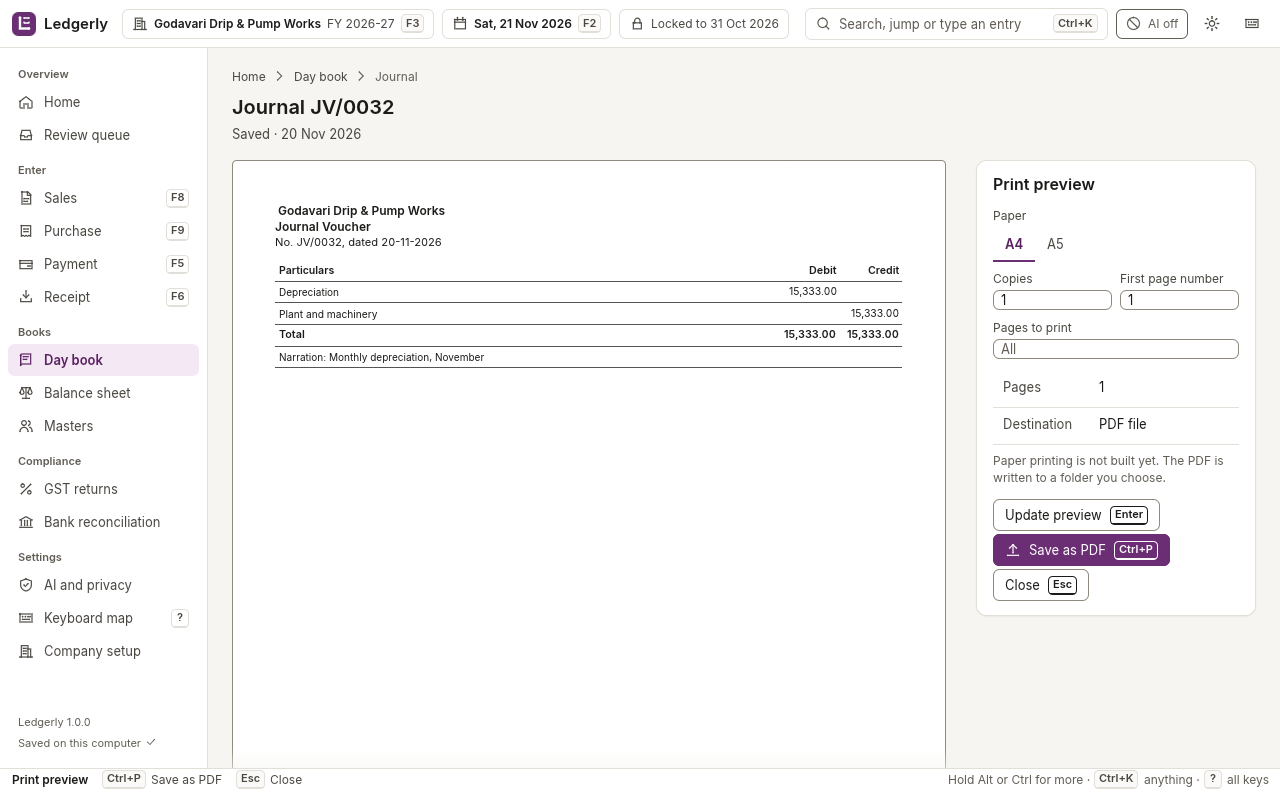 Ledgerly
Godavari Drip & Pump Works FY 2026-27 F3
Sat, 21 Nov 2026 F2
Locked to 31 Oct 2026
Search, jump or type an entry Ctrl+K
AI off
Overview
Home
Review queue
Enter
Sales F8
Purchase F9
Payment F5
Receipt F6
Books
Day book
Balance sheet
Masters
Compliance
GST returns
Bank reconciliation
Settings
AI and privacy
Keyboard map ?
Company setup
Ledgerly 1.0.0
Saved on this computer
Home Day book Journal
Journal JV/0032
Saved · 20 Nov 2026
Godavari Drip & Pump Works
Journal Voucher
No. JV/0032, dated 20-11-2026
Particulars Debit Credit
Depreciation 15,333.00
Plant and machinery 15,333.00
Total 15,333.00 15,333.00
Narration: Monthly depreciation, November
Print preview
Paper
A4 A5
Copies First page number
1 1
Pages to print
All
Pages 1
Destination PDF file
Paper printing is not built yet. The PDF is
written to a folder you choose.
Update preview Enter
Save as PDF Ctrl+P
Close Esc
Print preview Ctrl+P Save as PDF Esc Close
Hold Alt or Ctrl for more · Ctrl+K anything · ? all keys